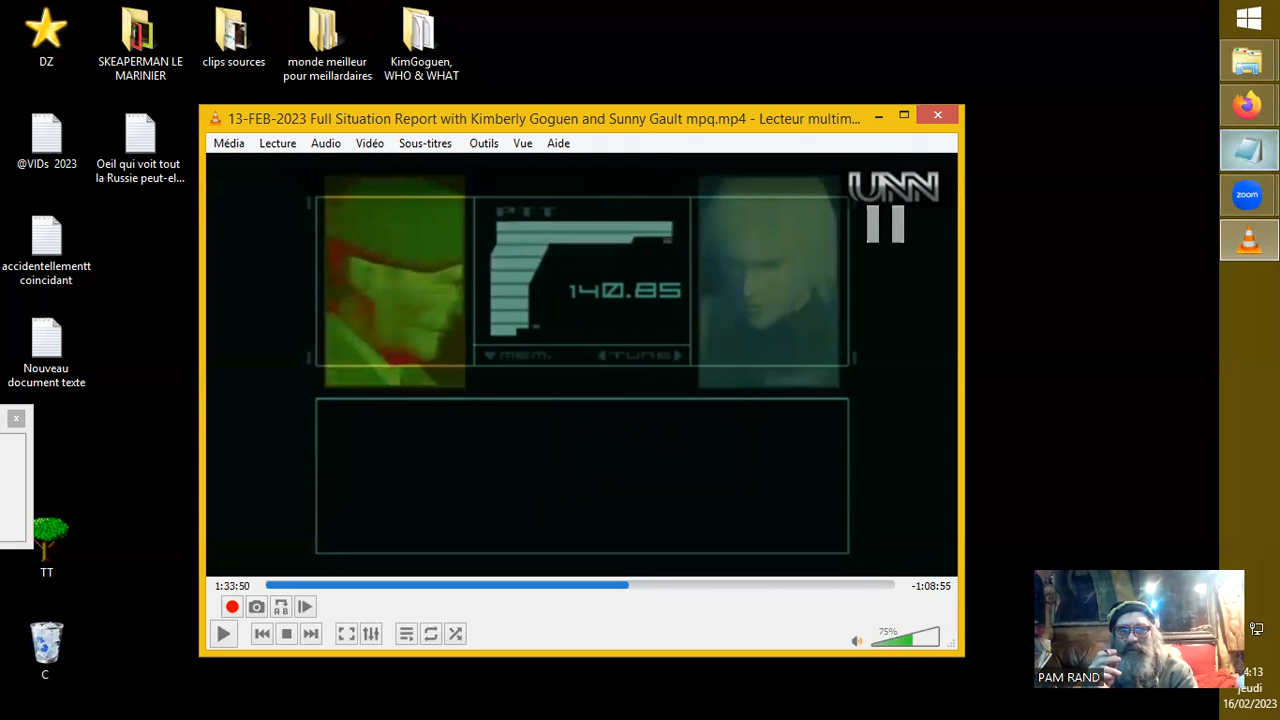 DZ
SKEAPERMAN LE
MARINIER
clips sources
monde meilleur
pour meillardaires
KimGoguen,
WHO & WHAT
@VIDs 2023
Oeil qui voit tout
la Russie peut-el...
accidentellementt
coincidant
Nouveau
document texte
x
TT
C
13-FEB-2023 Full Situation Report with Kimberly Goguen and Sunny Gault mpq.mp4 - Lecteur multim...
Média Lecture Audio Vidéo Sous-titres Outils Vue Aide
UNN
PTT
140.85
MEM. TUNE
1:33:50
-1:08:55
75%
zoom
PAM RAND
4:13
jeudi
16/02/2023